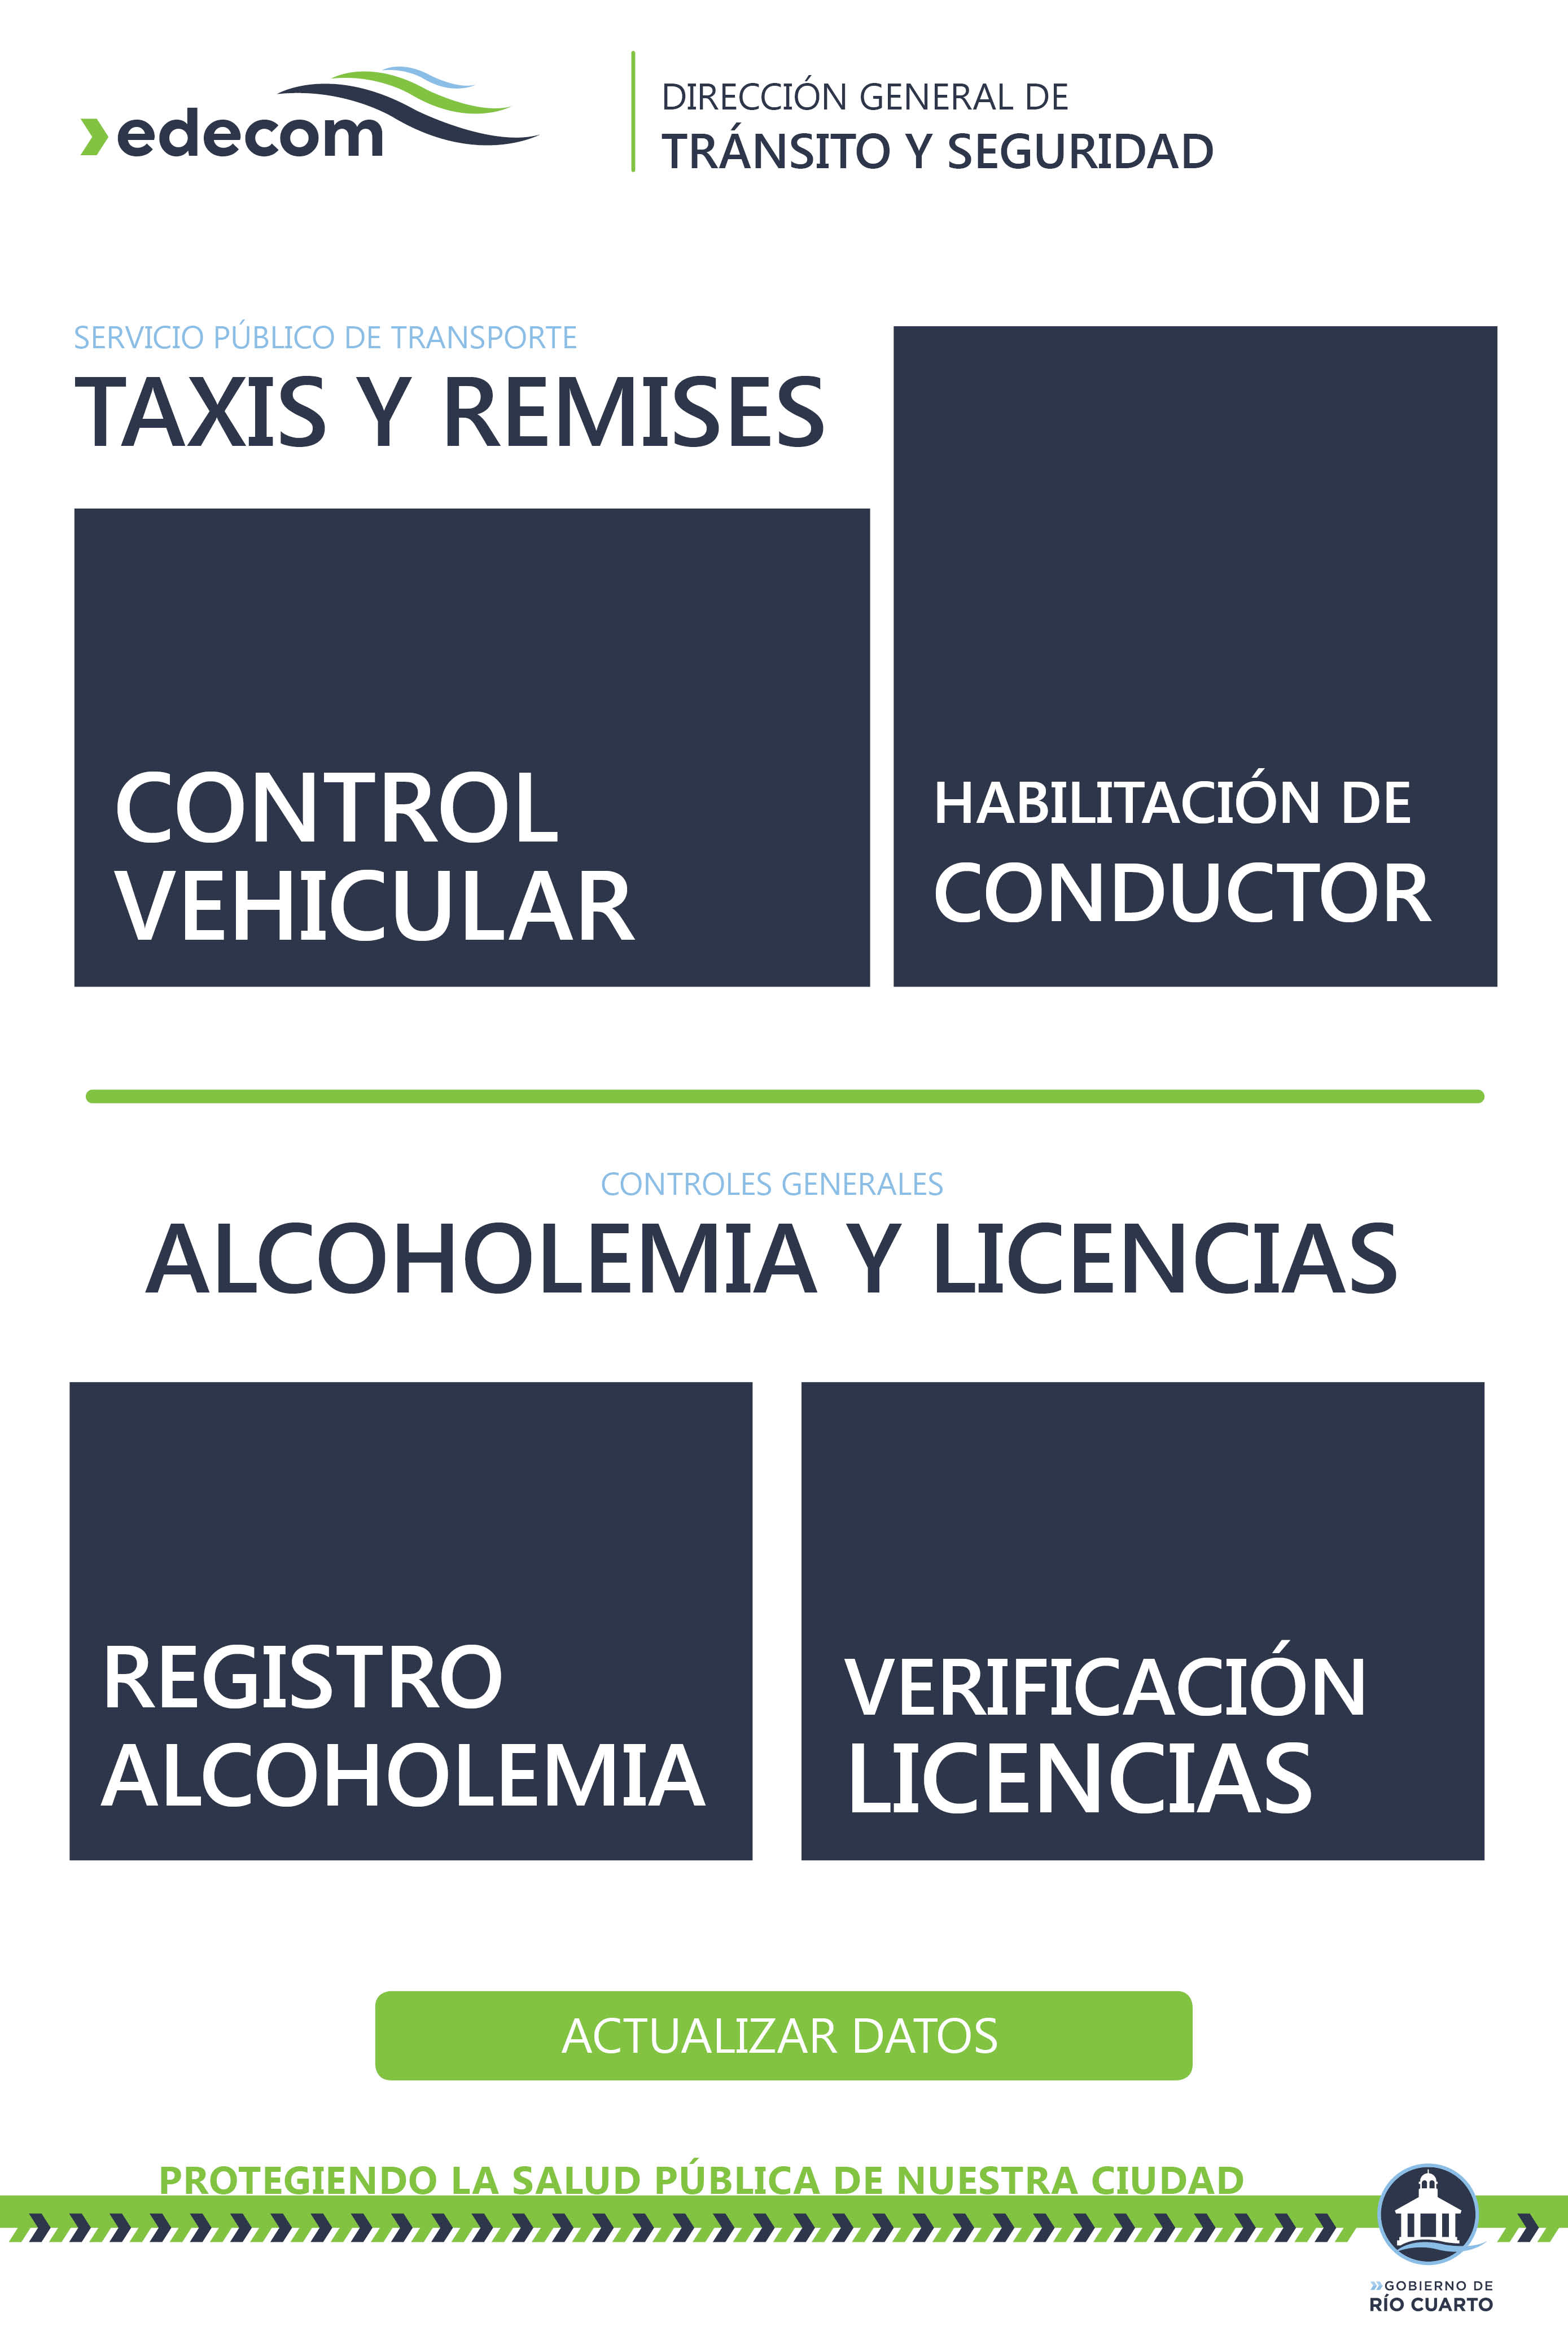 edecom
DIRECCIÓN GENERAL DE
TRÁNSITO Y SEGURIDAD
SERVICIO PÚBLICO DE TRANSPORTE
TAXIS Y REMISES
CONTROL
VEHICULAR
HABILITACIÓN DE
CONDUCTOR
CONTROLES GENERALES
ALCOHOLEMIA Y LICENCIAS
REGISTRO
ALCOHOLEMIA
VERIFICACIÓN
LICENCIAS
ACTUALIZAR DATOS
PROTEGIENDO LA SALUD PÚBLICA DE NUESTRA CIUDAD
GOBIERNO DE
RÍO CUARTO